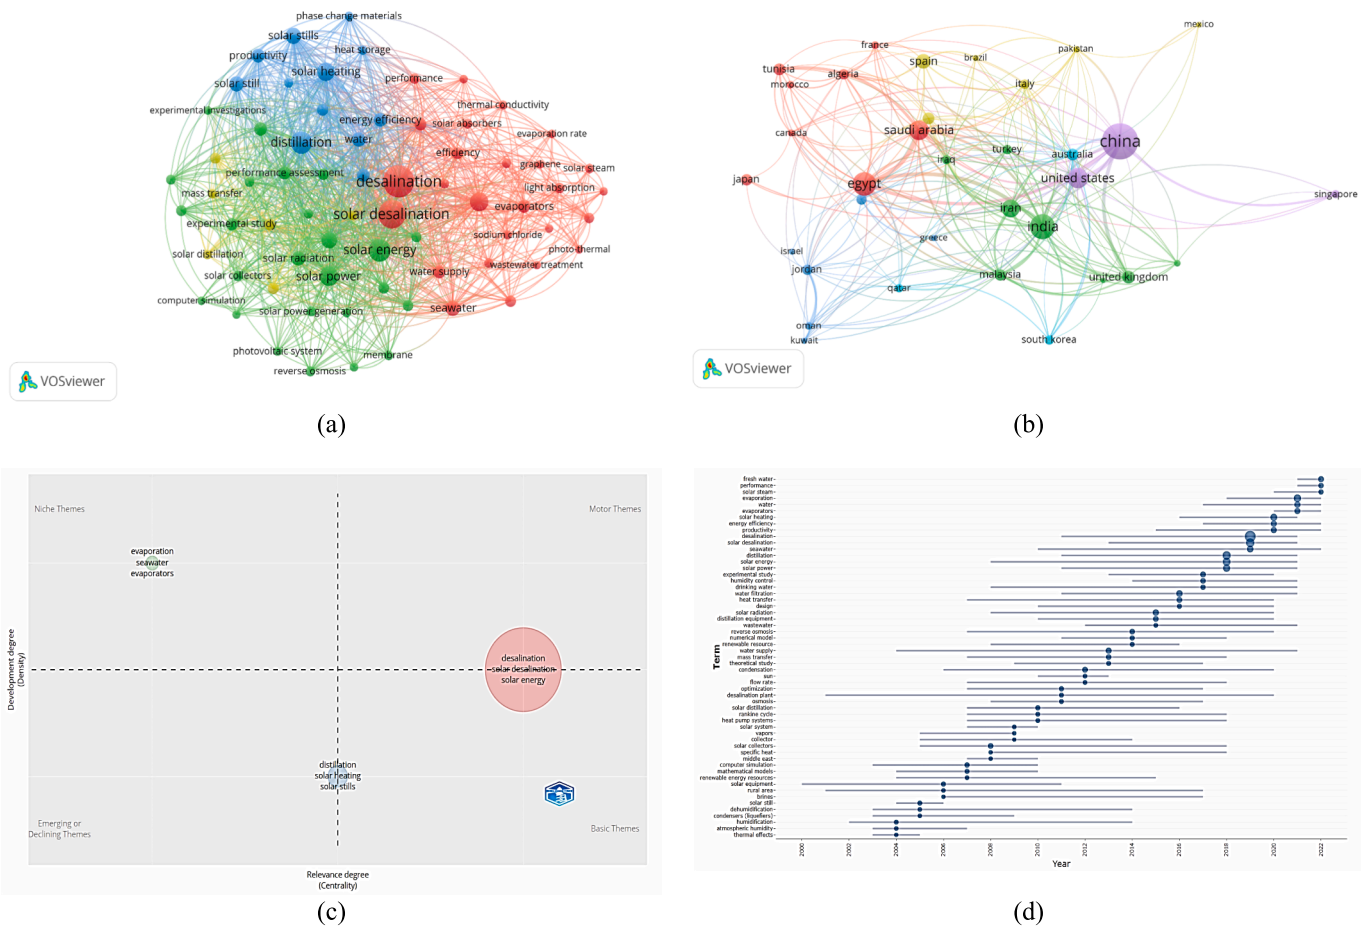 phase change materials
solar stills
productivity
heat storage
solar heating
solar still
performance
experimental investigations
thermal conductivity
energy efficiency
solar absorbers
evaporation rate
distillation
water
efficiency
graphene
solar steam
performance assessment
desalination
light absorption
mass transfer
evaporators
solar desalination
experimental study
sodium chloride
solar energy
photo-thermal
solar distillation
solar radiation
wastewater treatment
solar collectors
solar power
water supply
computer simulation
solar power generation
seawater
photovoltaic system
membrane
reverse osmosis
VOSviewer
(a)
mexico
france
pakistan
spain
brazil
tunisia
algeria
italy
morocco
canada
saudi arabia
china
turkey
australia
iraq
japan
egypt
united states
singapore
iran
india
greece
israel
jordan
malaysia
united kingdom
qatar
oman
kuwait
south korea
VOSviewer
(b)
Niche Themes
Motor Themes
evaporation
seawater
evaporators
desalination
solar desalination
solar energy
distillation
solar heating
solar stills
Emerging or
Declining Themes
Basic Themes
Development degree
(Density)
Relevance degree
(Centrality)
(c)
fresh water
performance
solar steam
evaporation
water
evaporators
solar heating
energy efficiency
productivity
desalination
solar desalination
seawater
distillation
solar energy
solar power
experimental study
humidity control
drinking water
water filtration
heat transfer
design
solar radiation
distillation equipment
wastewater
reverse osmosis
numerical model
renewable resource
water supply
mass transfer
theoretical study
condensation
sun
flow rate
optimization
desalination plant
osmosis
solar distillation
rankine cycle
heat pump systems
solar system
vapors
collector
solar collectors
specific heat
middle east
computer simulation
mathematical models
renewable energy resources
solar equipment
rural area
brines
solar still
dehumidification
condensers (liquefiers)
humidification
atmospheric humidity
thermal effects
Term
2000 2002 2004 2006 2008 2010 2012 2014 2016 2018 2020 2022
Year
(d)